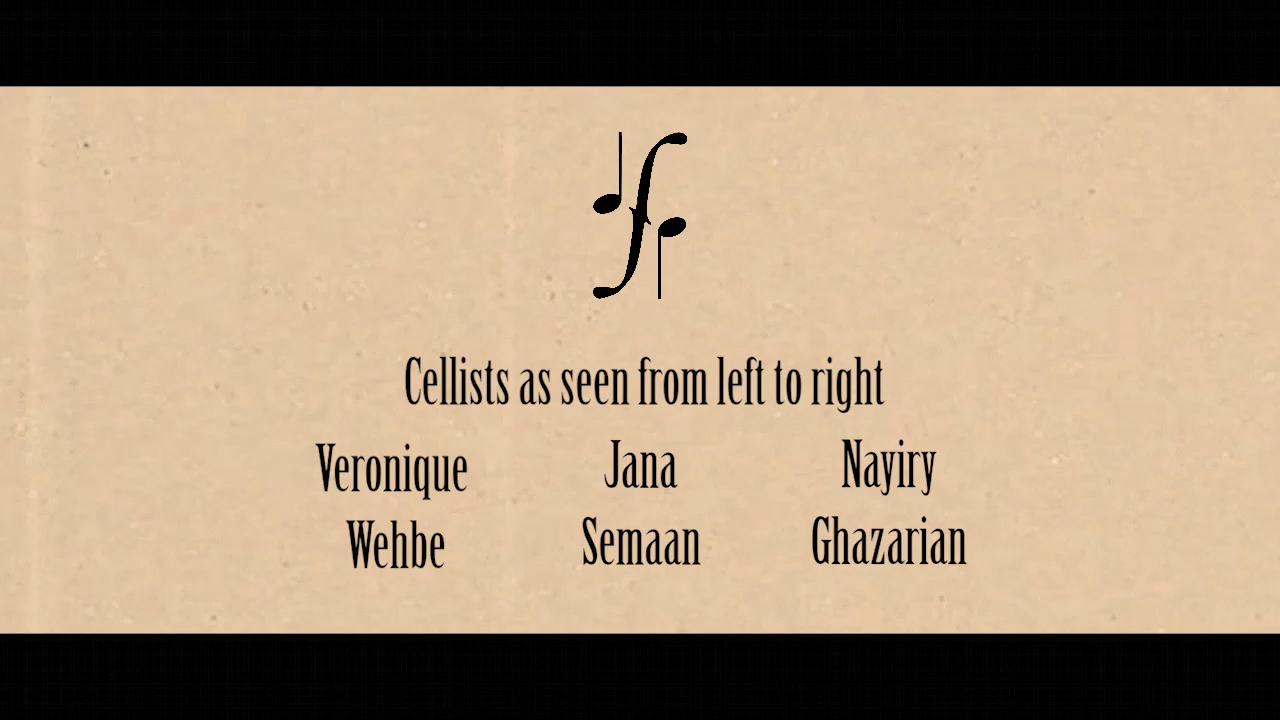 Cellists as seen from left to right
Veronique Jana Nayiry
Wehbe Semaan Ghazarian